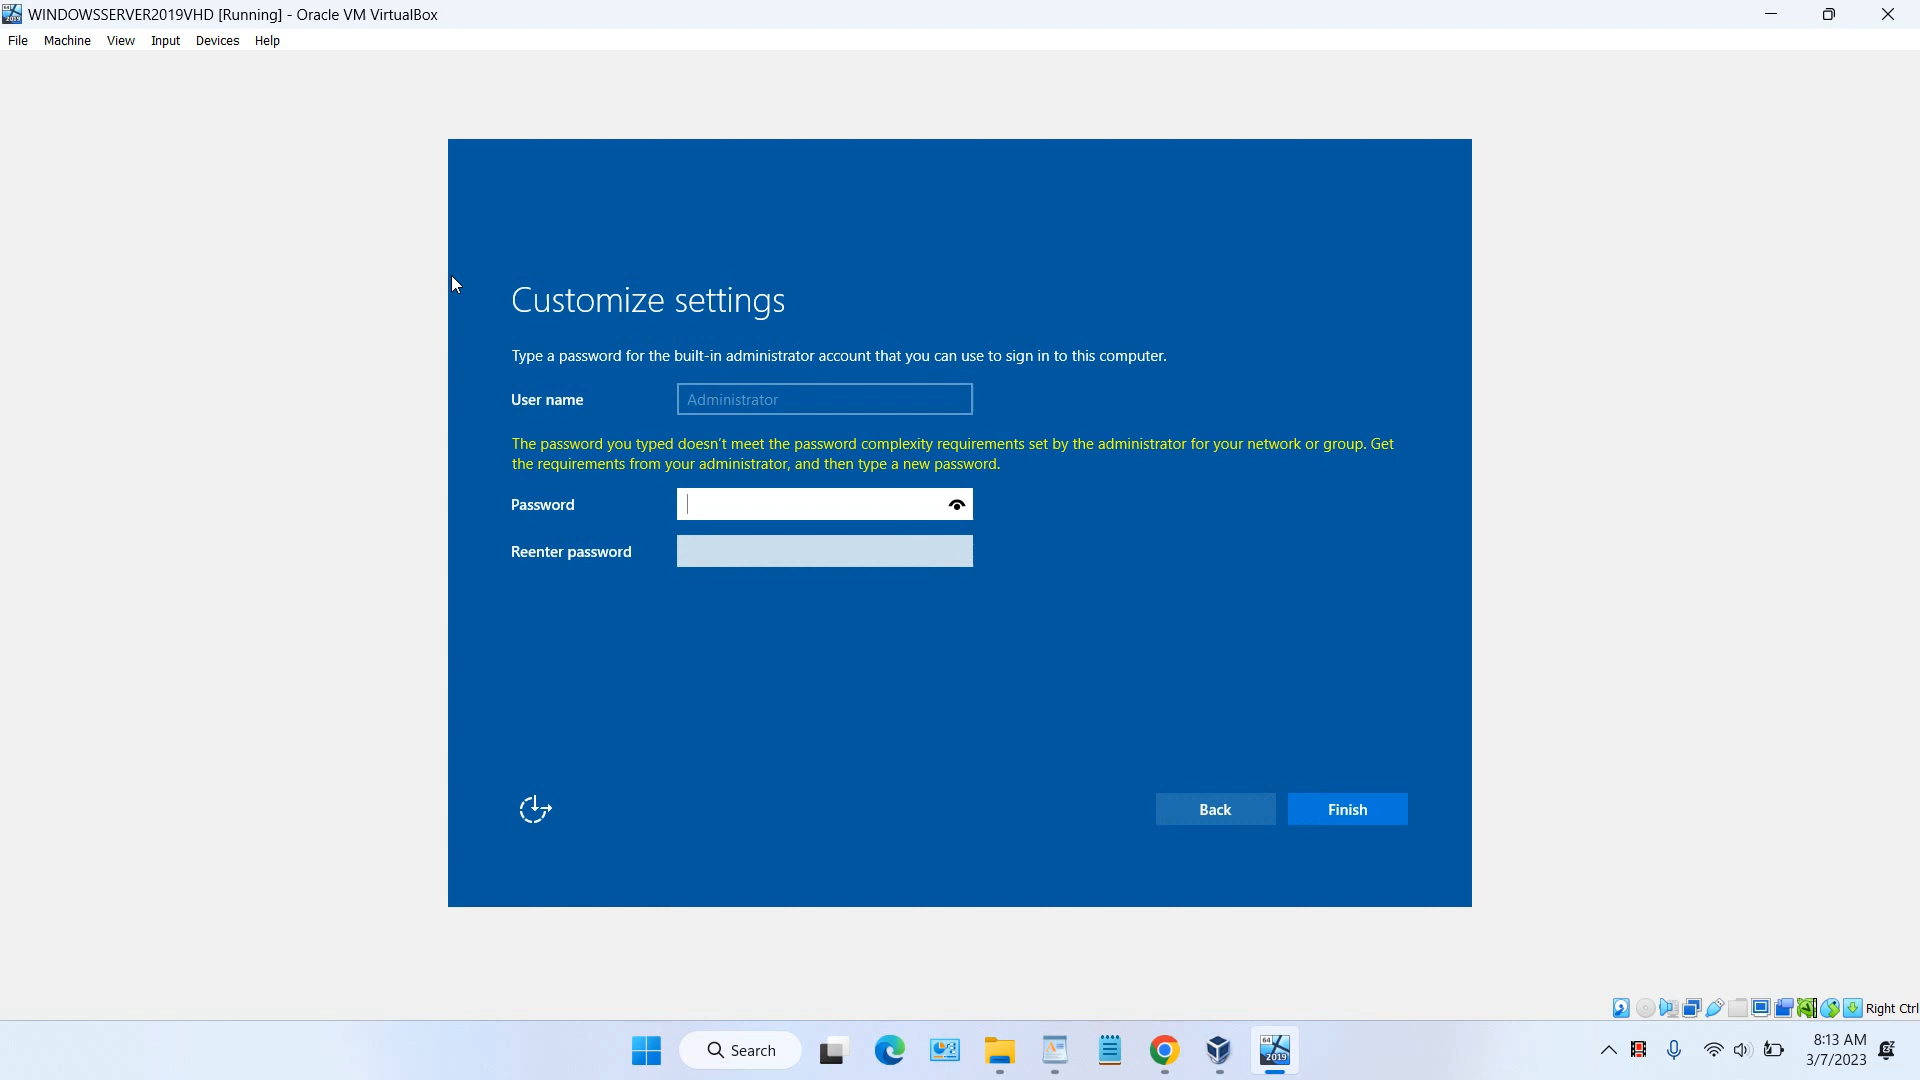 WINDOWSSERVER2019VHD [Running] - Oracle VM VirtualBox
File Machine View Input Devices Help
Customize settings
Type a password for the built-in administrator account that you can use to sign in to this computer.
User name Administrator
The password you typed doesn't meet the password complexity requirements set by the administrator for your network or group. Get
the requirements from your administrator, and then type a new password.
Password
Reenter password
Back Finish
Right Ctrl
Search
64
2019
8:13 AM
3/7/2023